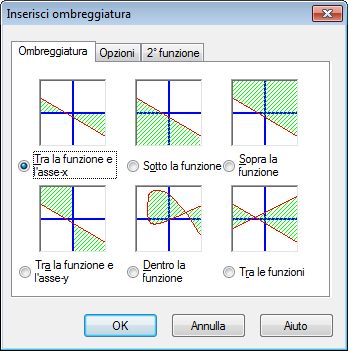 Inserisci ombreggiatura
Ombreggiatura
Opzioni
2° funzione
Tra la funzione e
l'asse-x
Sotto la funzione
Sopra la
funzione
Tra la funzione e
l'asse-y
Dentro la
funzione
Tra le funzioni
OK
Annulla
Aiuto